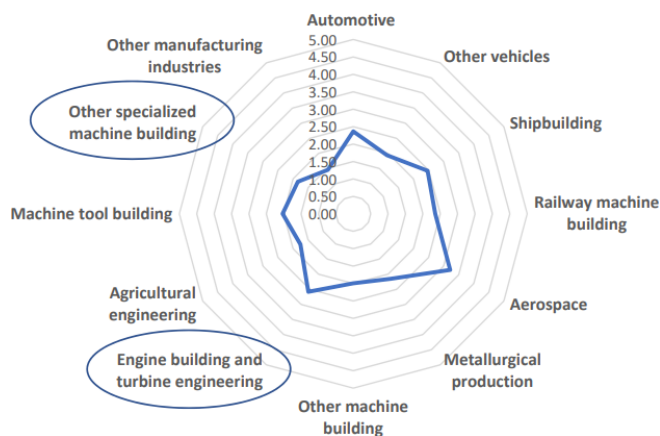 Automotive
Other manufacturing
industries
Other vehicles
5.00
4.50
4.00
3.50
3.00
2.50
2.00
1.50
1.00
0.50
0.00
Other specialized
machine building
Shipbuilding
Machine tool building
Railway machine
building
Agricultural
engineering
Aerospace
Engine building and
turbine engineering
Metallurgical
production
Other machine
building